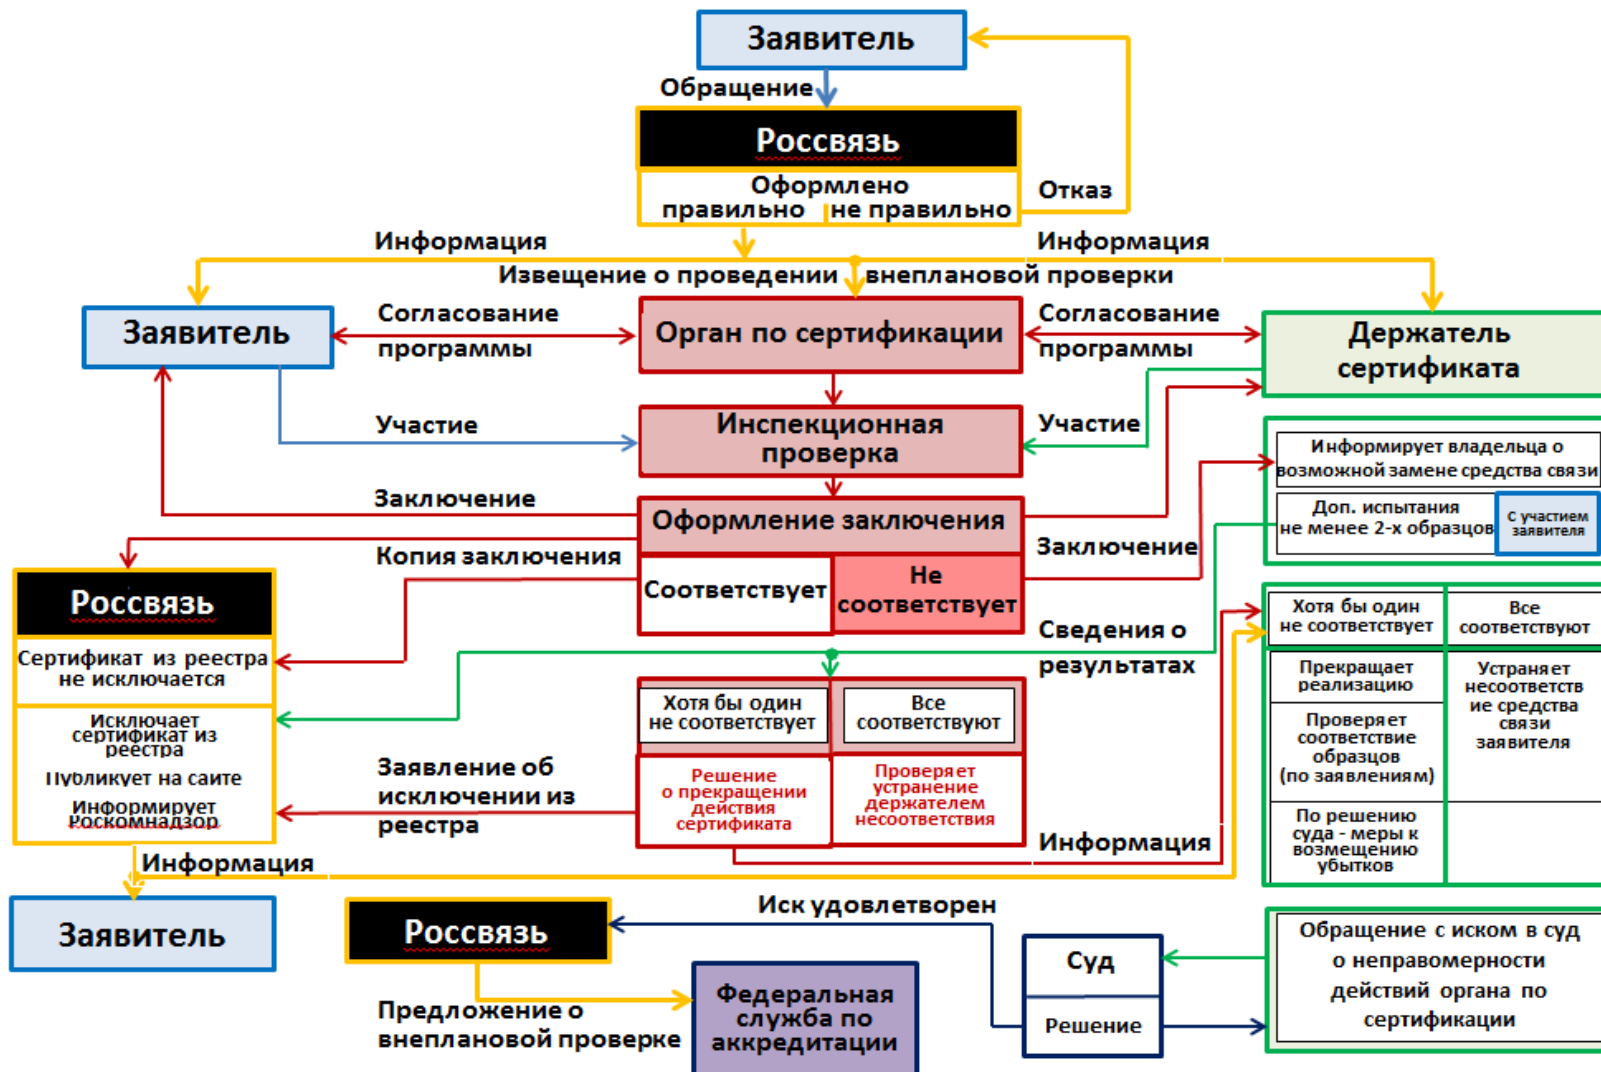 Заявитель
Обращение
Россвязь
Оформлено
правильно не правильно
Отказ
Информация
Информация
Извещение о проведении внеплановой проверки
Заявитель
Согласование
программы
Орган по сертификации
Согласование
программы
Держатель
сертификата
Участие
Инспекционная
проверка
Участие
Информирует владельца о
возможной замене средства связи
Доп. испытания
не менее 2-х образцов
С участием
заявителя
Заключение
Оформление заключения
Заключение
Копия заключения
Соответствует
Не
соответствует
Россвязь
Сертификат из реестра
не исключается
Исключает
сертификат из
реестра
Публикует на сайте
Информирует
Роскомнадзор
Сведения о
результатах
Хотя бы один
не соответствует
Все
соответствуют
Прекращает
реализацию
Проверяет
соответствие
образцов
(по заявлениям)
По решению
суда - меры к
возмещению
убытков
Устраняет
несоответств
ие средства
связи
заявителя
Хотя бы один
не соответствует
Все
соответствуют
Заявление об
исключении из
реестра
Решение
о прекращении
действия
сертификата
Проверяет
устранение
держателем
несоответствия
Информация
Информация
Заявитель
Россвязь
Иск удовлетворен
Суд
Решение
Обращение с иском в суд
о неправомерности
действий органа по
сертификации
Предложение о
внеплановой проверке
Федеральная
служба по
аккредитации